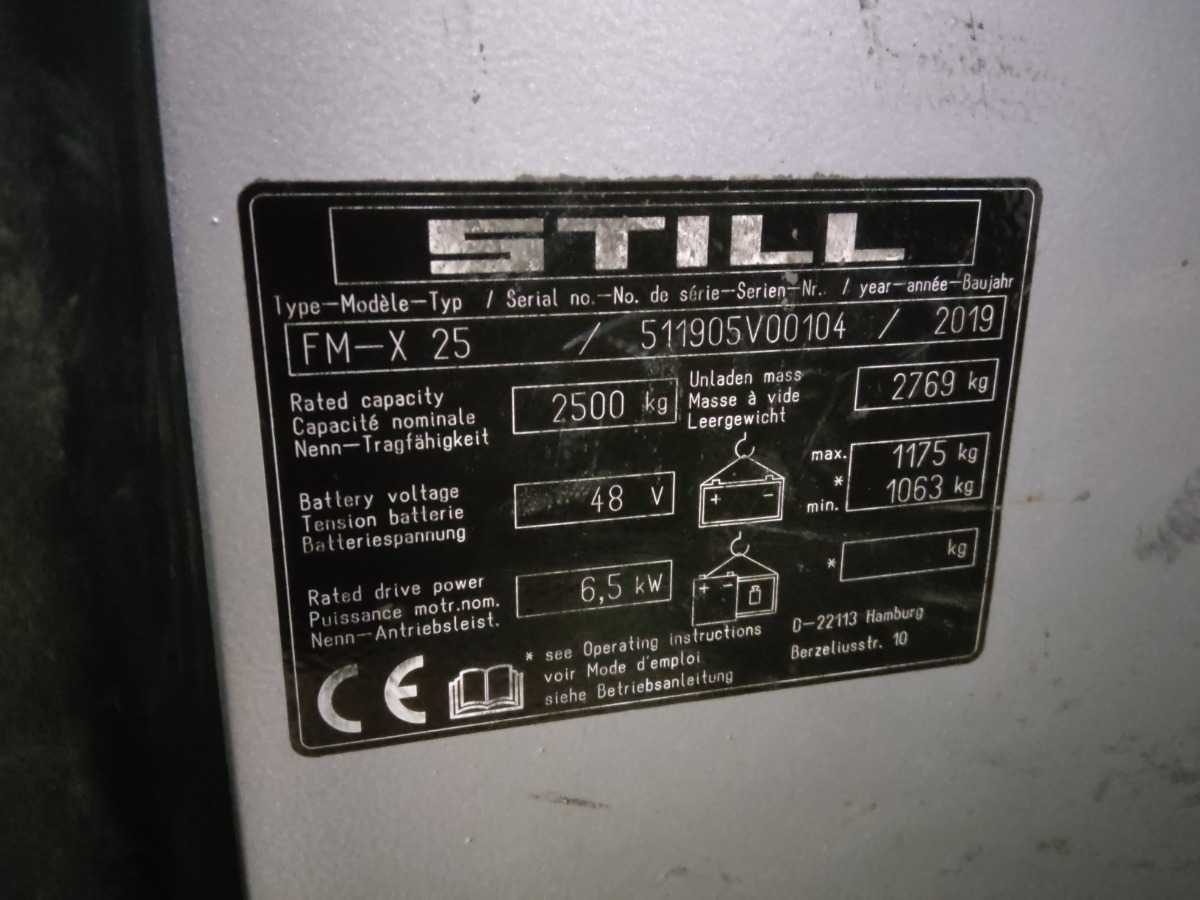 STILL
Type-Modèle-Typ / Serial no.-No. de série-Serien-Nr. / year-année-Baujahr
FM-X 25 / 511905V00104 / 2019
Rated capacity
Capacité nominale
Nenn-Tragfähigkeit
2500 kg
Unladen mass
Masse à vide
Leergewicht
2769 kg
Battery voltage
Tension batterie
Batteriespannung
48 V
+ -
max.
*
min.
1175 kg
1063 kg
Rated drive power
Puissance motr.nom.
Nenn-Antriebsleist.
6,5 kW
+ -
* kg
CE
* see Operating instructions
voir Mode d'emploi
siehe Betriebsanleitung
D-22113 Hamburg
Berzeliusstr. 10